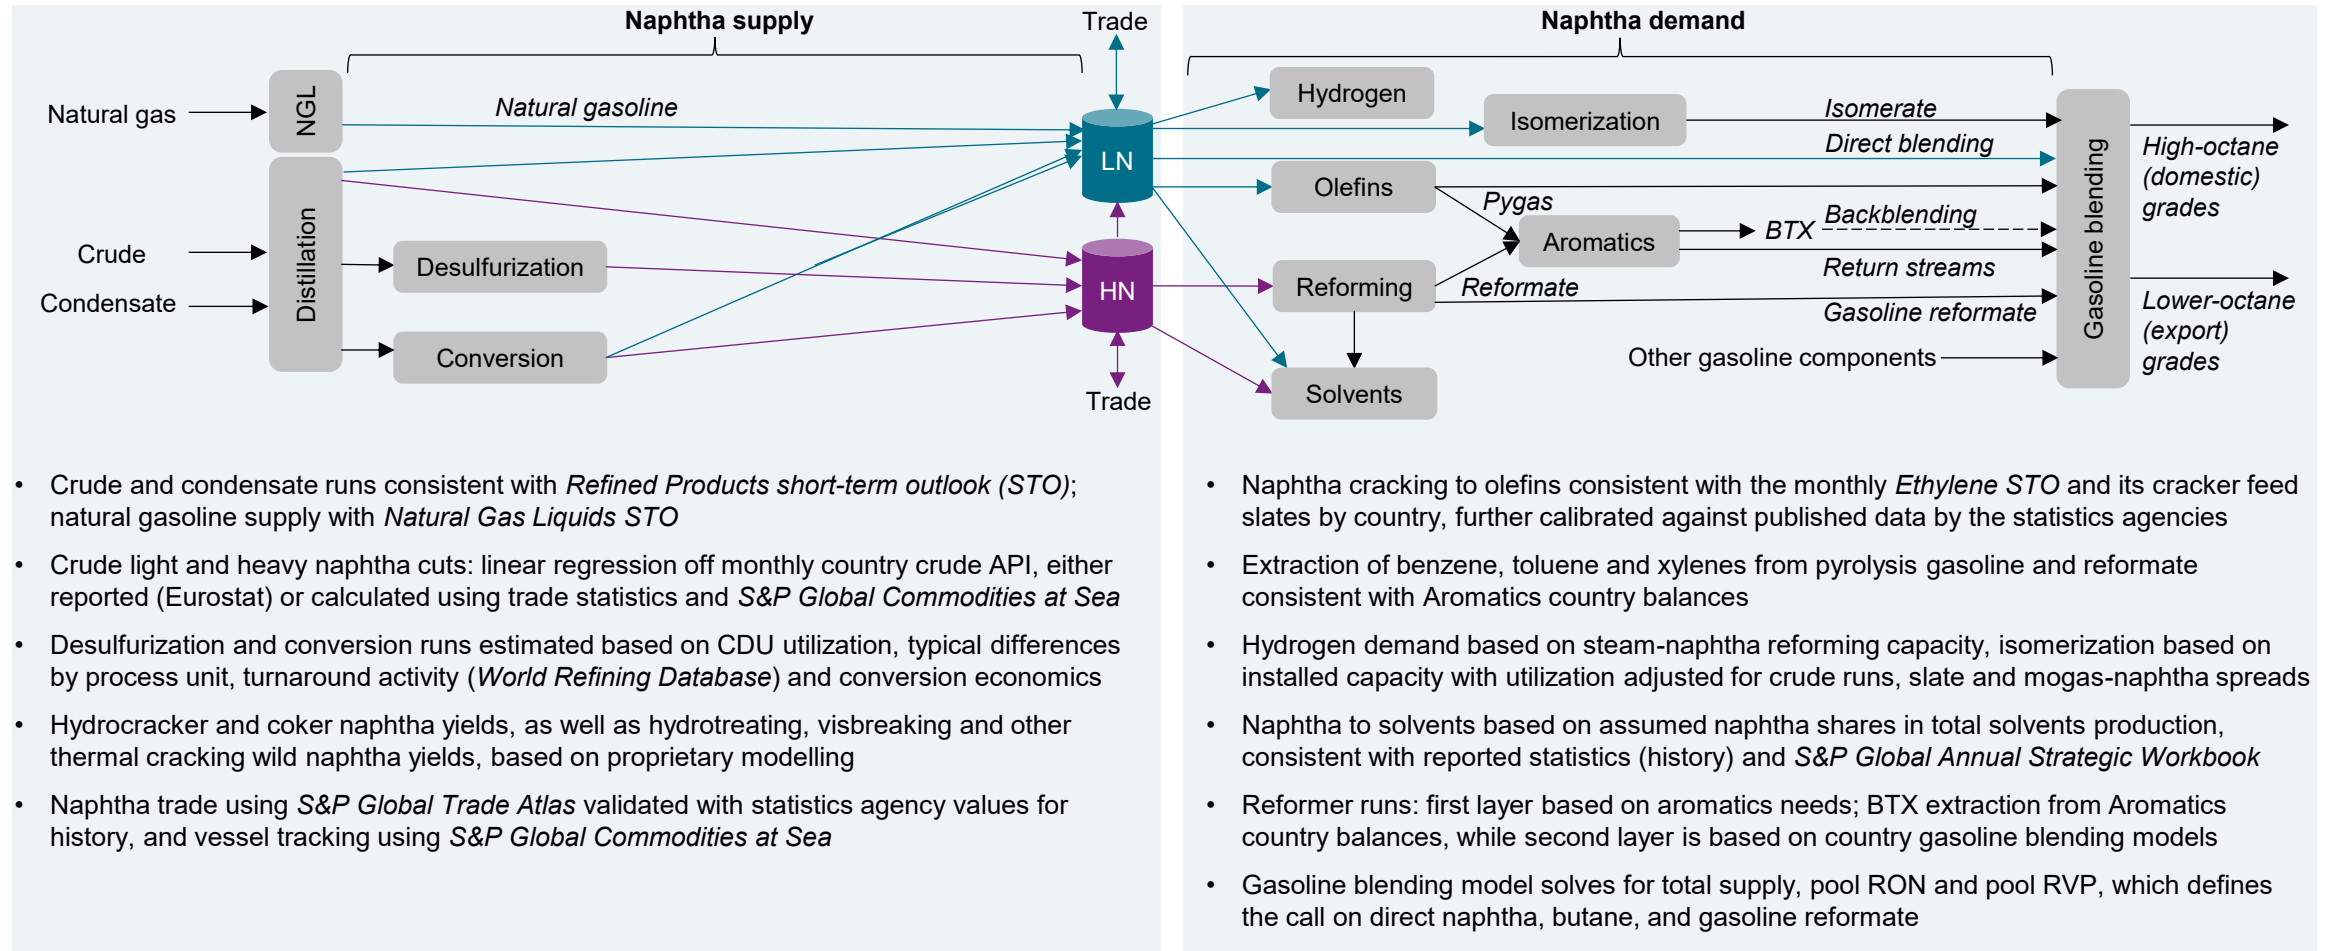 Naphtha supply
Trade
Natural gas
NGL
Natural gasoline
LN
Crude
Condensate
Distillation
Desulfurization
Conversion
HN
Trade
Naphtha demand
Hydrogen
Isomerization
Isomerate
Direct blending
Olefins
Pygas
Aromatics
BTX
Backblending
Return streams
Reforming
Reformate
Gasoline reformate
Other gasoline components
Solvents
Gasoline blending
High-octane
(domestic)
grades
Lower-octane
(export)
grades
• Crude and condensate runs consistent with Refined Products short-term outlook (STO);
natural gasoline supply with Natural Gas Liquids STO
• Crude light and heavy naphtha cuts: linear regression off monthly country crude API, either
reported (Eurostat) or calculated using trade statistics and S&P Global Commodities at Sea
• Desulfurization and conversion runs estimated based on CDU utilization, typical differences
by process unit, turnaround activity (World Refining Database) and conversion economics
• Hydrocracker and coker naphtha yields, as well as hydrotreating, visbreaking and other
thermal cracking wild naphtha yields, based on proprietary modelling
• Naphtha trade using S&P Global Trade Atlas validated with statistics agency values for
history, and vessel tracking using S&P Global Commodities at Sea
• Naphtha cracking to olefins consistent with the monthly Ethylene STO and its cracker feed
slates by country, further calibrated against published data by the statistics agencies
• Extraction of benzene, toluene and xylenes from pyrolysis gasoline and reformate
consistent with Aromatics country balances
• Hydrogen demand based on steam-naphtha reforming capacity, isomerization based on
installed capacity with utilization adjusted for crude runs, slate and mogas-naphtha spreads
• Naphtha to solvents based on assumed naphtha shares in total solvents production,
consistent with reported statistics (history) and S&P Global Annual Strategic Workbook
• Reformer runs: first layer based on aromatics needs; BTX extraction from Aromatics
country balances, while second layer is based on country gasoline blending models
• Gasoline blending model solves for total supply, pool RON and pool RVP, which defines
the call on direct naphtha, butane, and gasoline reformate